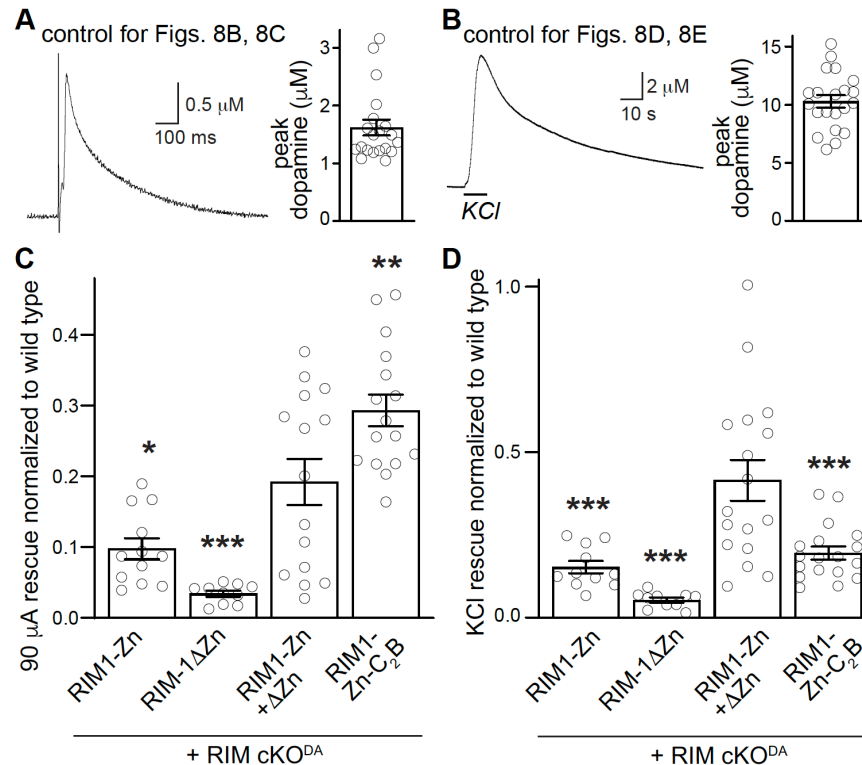 A control for Figs. 8B, 8C
0.5 μM
100 ms
peak
dopamine (μM)
3
2
1
0
B control for Figs. 8D, 8E
2 μM
10 s
KCl
peak
dopamine (μM)
15
10
5
0
C
90 μA rescue normalized to wild type
0.4
0.3
0.2
0.1
0.0
*
***
**
RIM1-Zn
RIM-1ΔZn
RIM1-Zn
+ΔZn
RIM1-
Zn-C₂B
+ RIM cKOᴰᴬ
D
KCl rescue normalized to wild type
1.0
0.5
0.0
***
***
***
RIM1-Zn
RIM-1ΔZn
RIM1-Zn
+ΔZn
RIM1-
Zn-C₂B
+ RIM cKOᴰᴬ